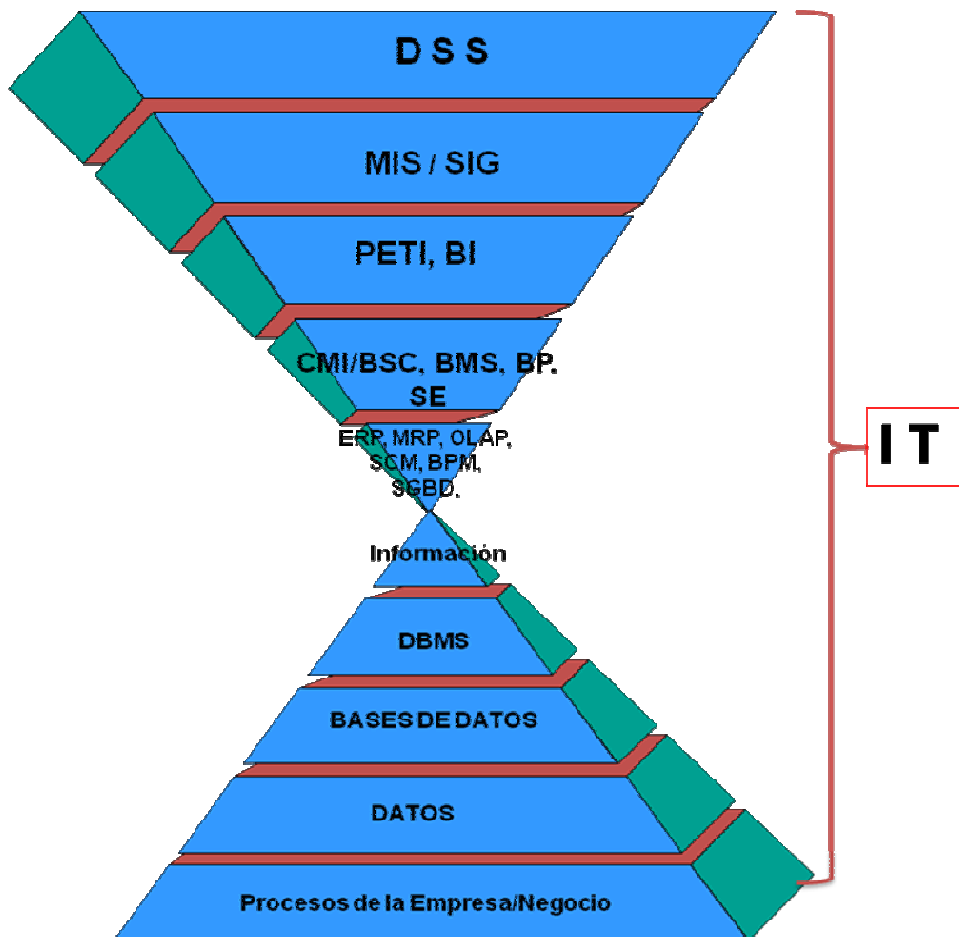 D S S
MIS / SIG
PETI, BI
CMI/BSC, BMS, BP.
SE
ERP, MRP, OLAP,
SCM, BPM,
SGBD.
I T
Información
DBMS
BASES DE DATOS
DATOS
Procesos de la Empresa/Negocio